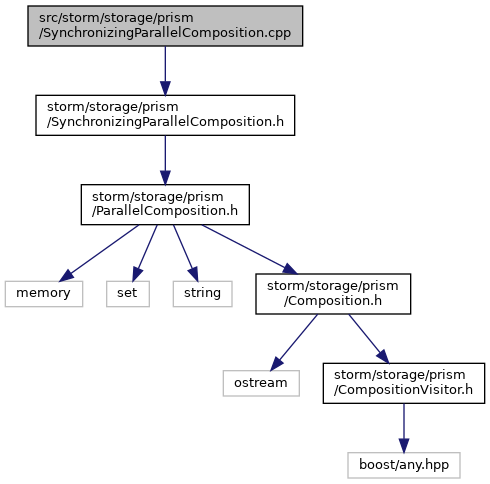 src/storm/storage/prism
/SynchronizingParallelComposition.cpp
storm/storage/prism
/SynchronizingParallelComposition.h
storm/storage/prism
/ParallelComposition.h
memory
set
string
storm/storage/prism
/Composition.h
ostream
storm/storage/prism
/CompositionVisitor.h
boost/any.hpp